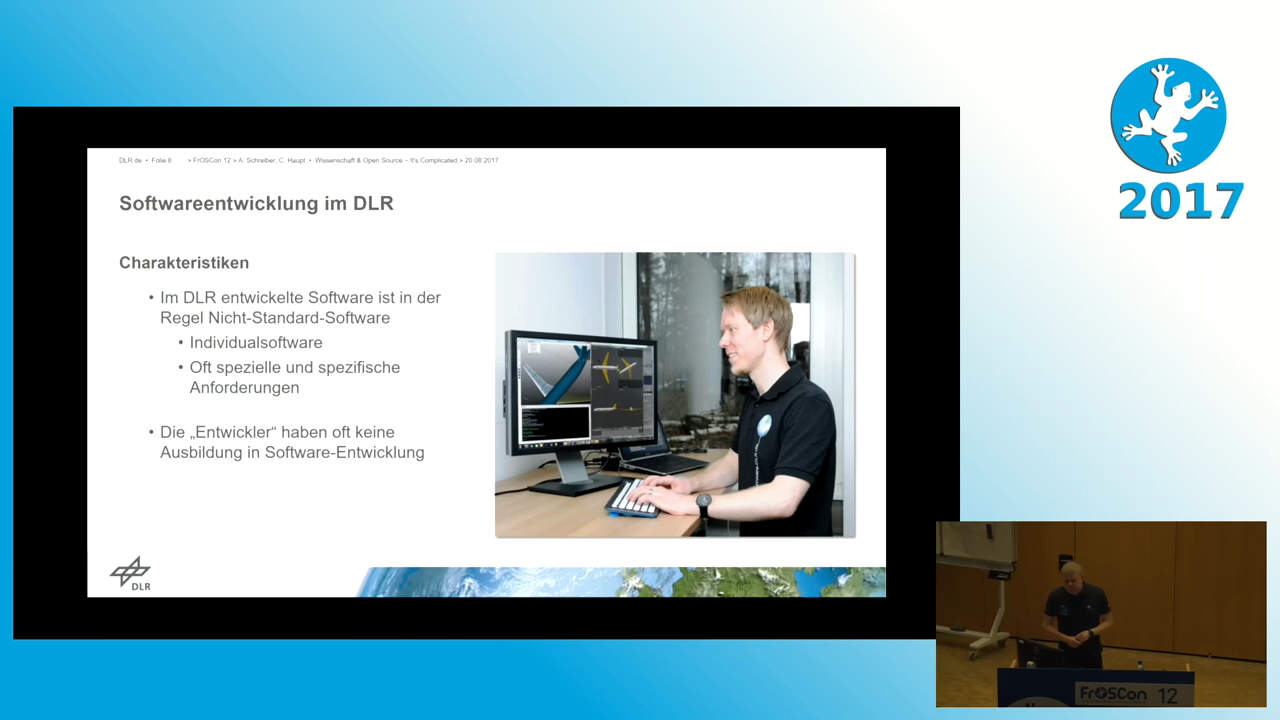 DLR.de • Folie 8 > FrOSCon 12 > A. Schreiber, C. Haupt • Wissenschaft & Open Source – It's Complicated > 20.08.2017
2017
Softwareentwicklung im DLR
Charakteristiken
• Im DLR entwickelte Software ist in der
Regel Nicht-Standard-Software
• Individualsoftware
• Oft spezielle und spezifische
Anforderungen
• Die „Entwickler“ haben oft keine
Ausbildung in Software-Entwicklung
DLR
FrOSCon 12